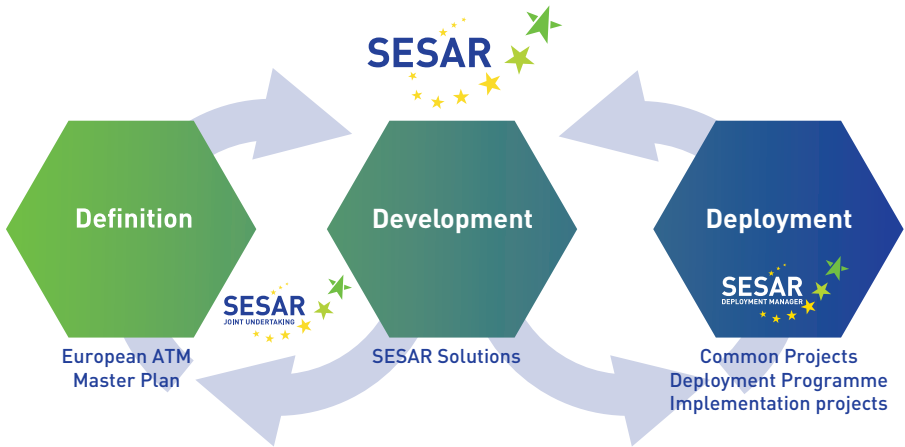 SESAR
Definition
Development
Deployment
SESAR
JOINT UNDERTAKING
SESAR
DEPLOYMENT MANAGER
European ATM
Master Plan
SESAR Solutions
Common Projects
Deployment Programme
Implementation projects